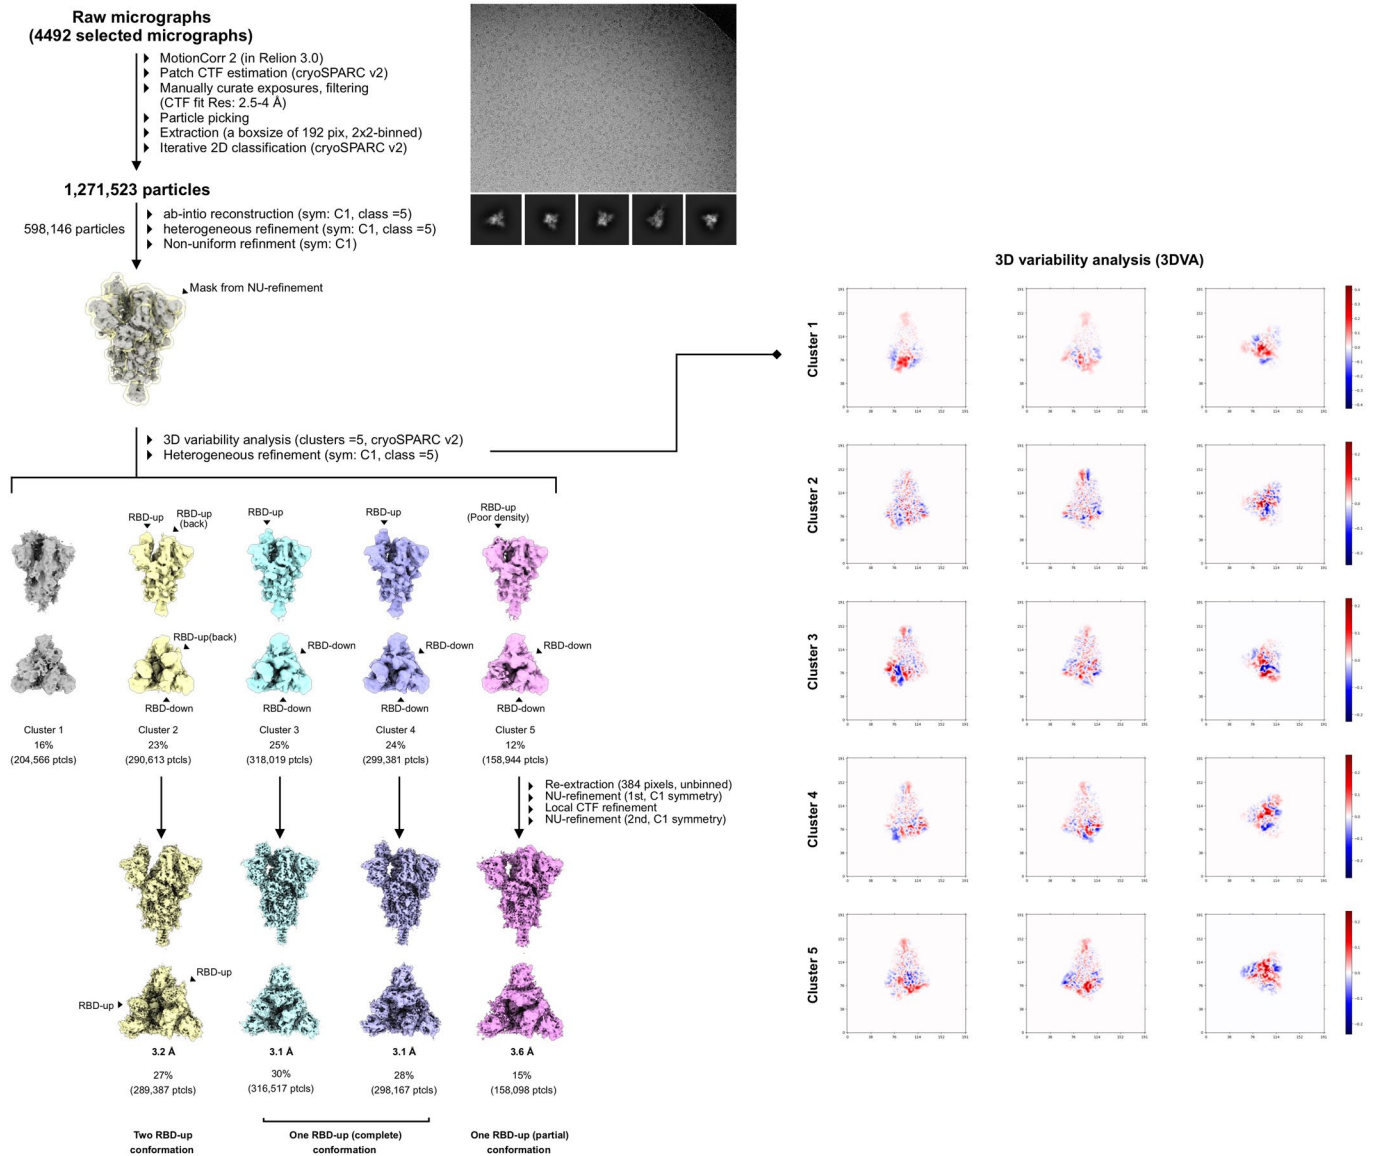 Raw micrographs
(4492 selected micrographs)
MotionCorr 2 (in Relion 3.0)
Patch CTF estimation (cryoSPARC v2)
Manually curate exposures, filtering
(CTF fit Res: 2.5-4 Å)
Particle picking
Extraction (a boxsize of 192 pix, 2x2-binned)
Iterative 2D classification (cryoSPARC v2)
1,271,523 particles
598,146 particles
ab-intio reconstruction (sym: C1, class =5)
heterogeneous refinement (sym: C1, class =5)
Non-uniform refinment (sym: C1)
Mask from NU-refinement
3D variability analysis (clusters =5, cryoSPARC v2)
Heterogeneous refinement (sym: C1, class =5)
RBD-up
RBD-up
(back)
RBD-up
RBD-up
RBD-up
(Poor density)
RBD-up(back)
RBD-down
RBD-down
RBD-down
RBD-down
RBD-down
RBD-down
RBD-down
Cluster 1
16%
(204,566 ptcls)
Cluster 2
23%
(290,613 ptcls)
Cluster 3
25%
(318,019 ptcls)
Cluster 4
24%
(299,381 ptcls)
Cluster 5
12%
(158,944 ptcls)
Re-extraction (384 pixels, unbinned)
NU-refinement (1st, C1 symmetry)
Local CTF refinement
NU-refinement (2nd, C1 symmetry)
RBD-up
RBD-up
3.2 Å
27%
(289,387 ptcls)
3.1 Å
30%
(316,517 ptcls)
3.1 Å
28%
(298,167 ptcls)
3.6 Å
15%
(158,098 ptcls)
Two RBD-up
conformation
One RBD-up (complete)
conformation
One RBD-up (partial)
conformation
3D variability analysis (3DVA)
Cluster 1
Cluster 2
Cluster 3
Cluster 4
Cluster 5